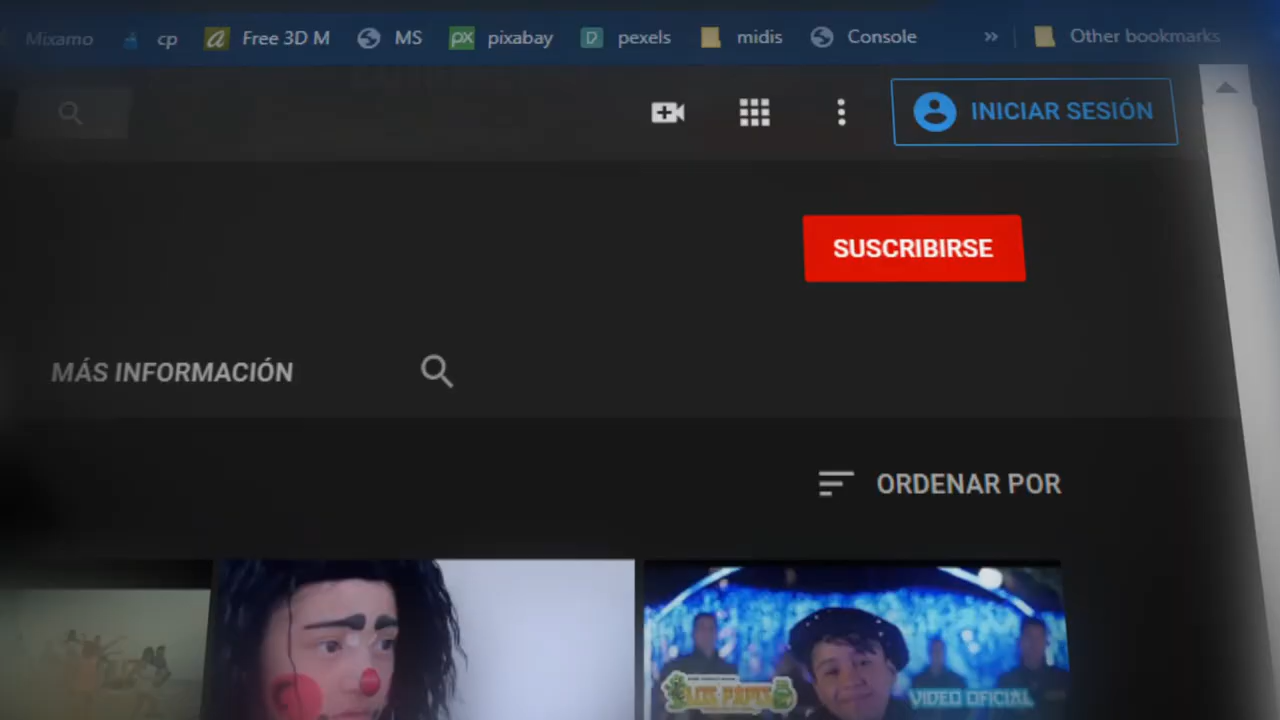 Mixamo cp Free 3D M MS pixabay pexels midis Console » Other bookmarks
INICIAR SESIÓN
SUSCRIBIRSE
MÁS INFORMACIÓN
ORDENAR POR
VIDEO OFICIAL